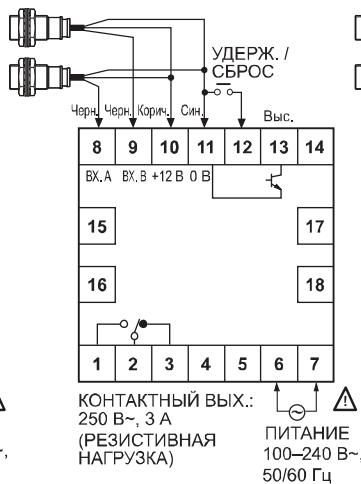 УДЕРЖ. /
СБРОС
Черн. Черн. Корич. Син.
Выс.
8 9 10 11 12 13 14
ВХ. А ВХ. В +12 В 0 В
15 17
16 18
1 2 3 4 5 6 7
КОНТАКТНЫЙ ВЫХ.:
250 В~, 3 А
(РЕЗИСТИВНАЯ
НАГРУЗКА)
ПИТАНИЕ
100–240 В~,
50/60 Гц